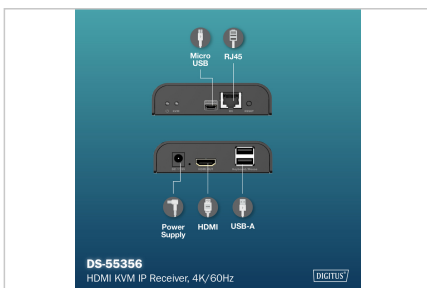 Micro
USB
RJ45
Power
Supply
HDMI
USB-A
DS-55356
HDMI KVM IP Receiver, 4K/60Hz
DIGITUS